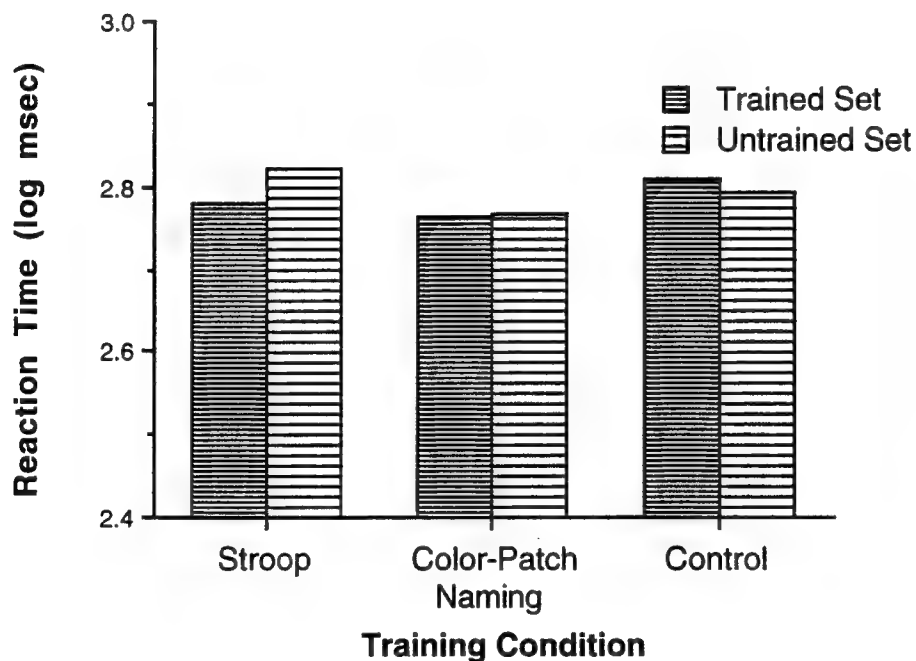 3.0
2.8
2.6
2.4
Reaction Time (log msec)
Trained Set
Untrained Set
Stroop
Color-Patch
Naming
Control
Training Condition